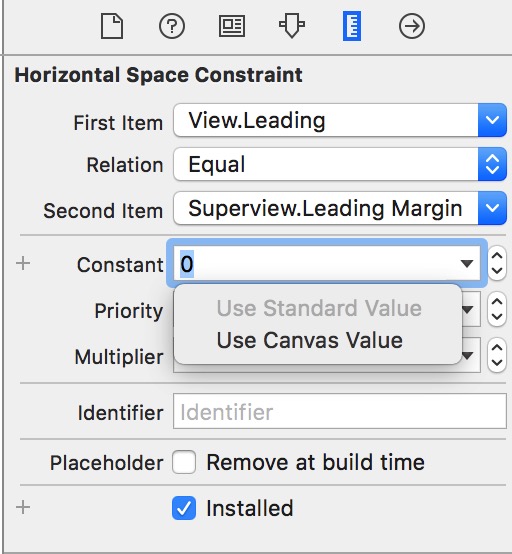 Horizontal Space Constraint
First Item View.Leading
Relation Equal
Second Item Superview.Leading Margin
+ Constant 0
Use Standard Value
Priority
Use Canvas Value
Multiplier
Identifier Identifier
Placeholder Remove at build time
+ Installed